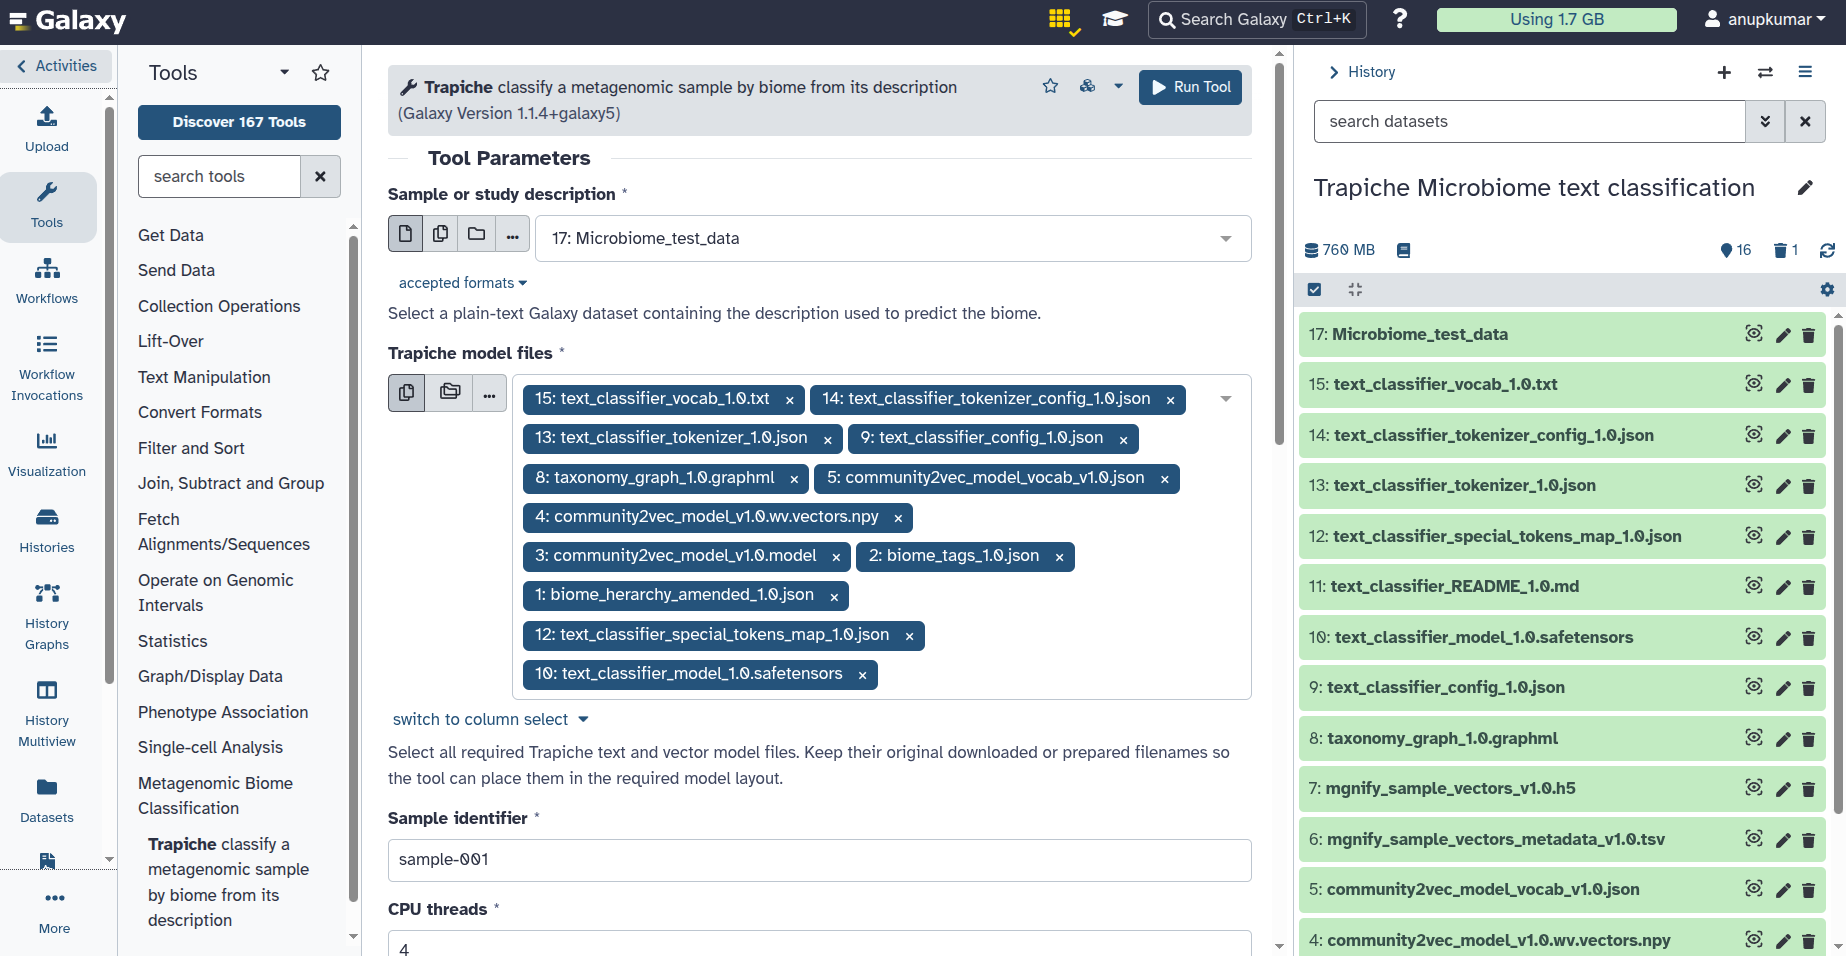 Galaxy
Search Galaxy Ctrl+K
?
Using 1.7 GB
anupkumar
Activities
Upload
Tools
Workflows
Workflow
Invocations
Visualization
Histories
History
Graphs
History
Multiview
Datasets
More
Tools
Discover 167 Tools
search tools
Get Data
Send Data
Collection Operations
Lift-Over
Text Manipulation
Convert Formats
Filter and Sort
Join, Subtract and Group
Fetch
Alignments/Sequences
Operate on Genomic
Intervals
Statistics
Graph/Display Data
Phenotype Association
Single-cell Analysis
Metagenomic Biome
Classification
Trapiche classify a
metagenomic sample
by biome from its
description
Trapiche classify a metagenomic sample by biome from its description
(Galaxy Version 1.1.4+galaxy5)
Run Tool
Tool Parameters
Sample or study description *
17: Microbiome_test_data
accepted formats
Select a plain-text Galaxy dataset containing the description used to predict the biome.
Trapiche model files *
15: text_classifier_vocab_1.0.txt × 14: text_classifier_tokenizer_config_1.0.json ×
13: text_classifier_tokenizer_1.0.json × 9: text_classifier_config_1.0.json ×
8: taxonomy_graph_1.0.graphml × 5: community2vec_model_vocab_v1.0.json ×
4: community2vec_model_v1.0.wv.vectors.npy ×
3: community2vec_model_v1.0.model × 2: biome_tags_1.0.json ×
1: biome_herarchy_amended_1.0.json ×
12: text_classifier_special_tokens_map_1.0.json ×
10: text_classifier_model_1.0.safetensors ×
switch to column select
Select all required Trapiche text and vector model files. Keep their original downloaded or prepared filenames so
the tool can place them in the required model layout.
Sample identifier *
sample-001
CPU threads *
4
History
search datasets
Trapiche Microbiome text classification
760 MB
16
1
17: Microbiome_test_data
15: text_classifier_vocab_1.0.txt
14: text_classifier_tokenizer_config_1.0.json
13: text_classifier_tokenizer_1.0.json
12: text_classifier_special_tokens_map_1.0.json
11: text_classifier_README_1.0.md
10: text_classifier_model_1.0.safetensors
9: text_classifier_config_1.0.json
8: taxonomy_graph_1.0.graphml
7: mgnify_sample_vectors_v1.0.h5
6: mgnify_sample_vectors_metadata_v1.0.tsv
5: community2vec_model_vocab_v1.0.json
4: community2vec_model_v1.0.wv.vectors.npy